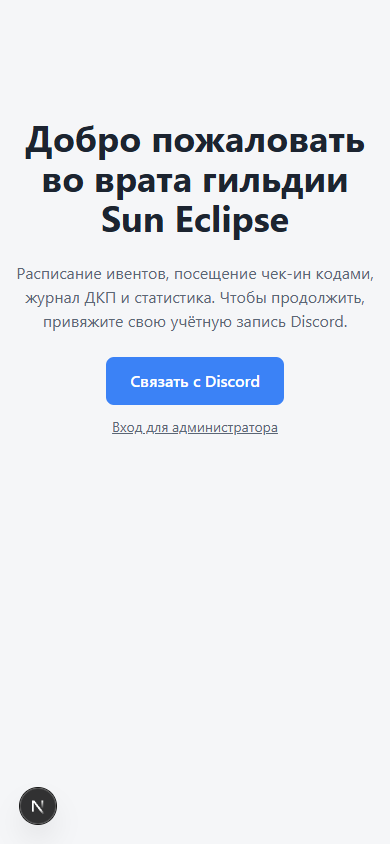 Добро пожаловать
во врата гильдии
Sun Eclipse
Расписание ивентов, посещение чек-ин кодами,
журнал ДКП и статистика. Чтобы продолжить,
привяжите свою учётную запись Discord.
Связать с Discord
Вход для администратора
N